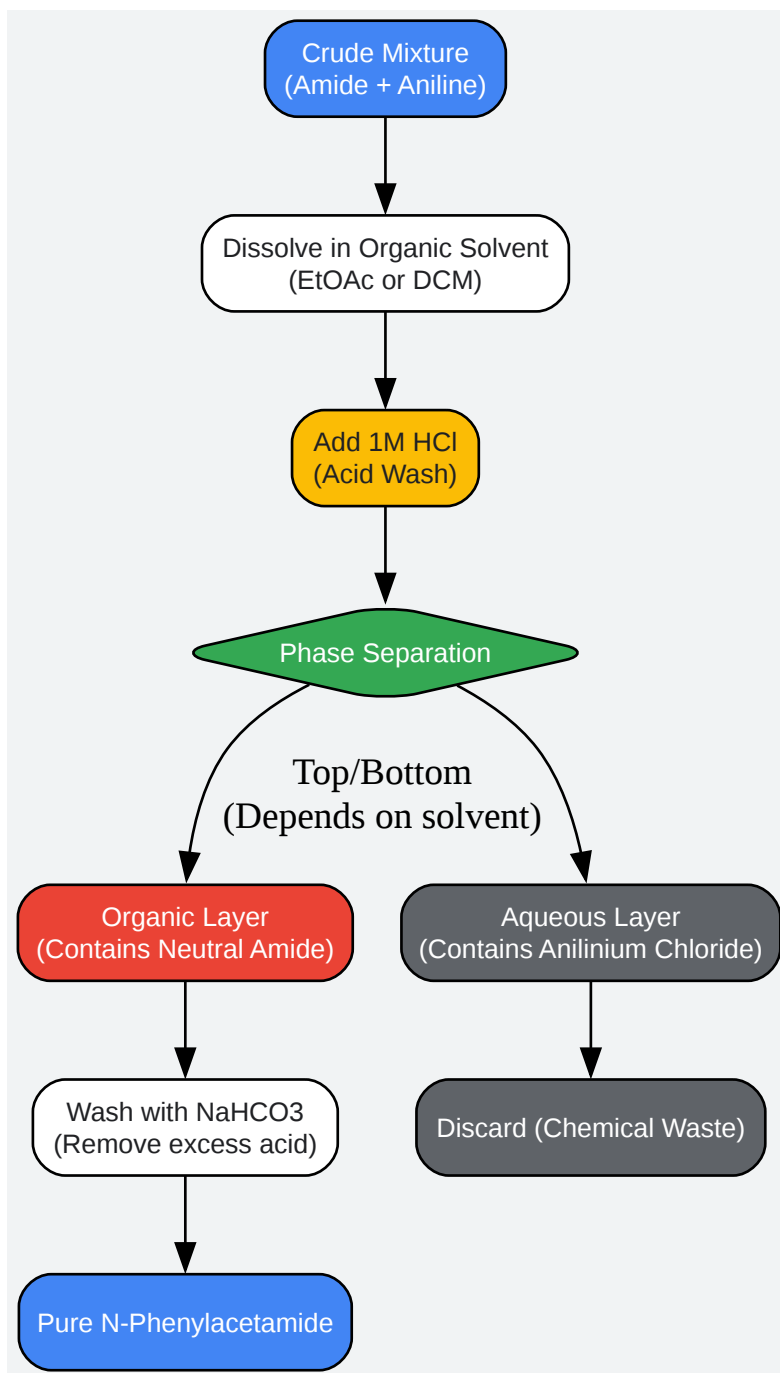 Crude Mixture
(Amide + Aniline)
Dissolve in Organic Solvent
(EtOAc or DCM)
Add 1M HCl
(Acid Wash)
Phase Separation
Top/Bottom
(Depends on solvent)
Organic Layer
(Contains Neutral Amide)
Aqueous Layer
(Contains Anilinium Chloride)
Wash with NaHCO3
(Remove excess acid)
Discard (Chemical Waste)
Pure N-Phenylacetamide